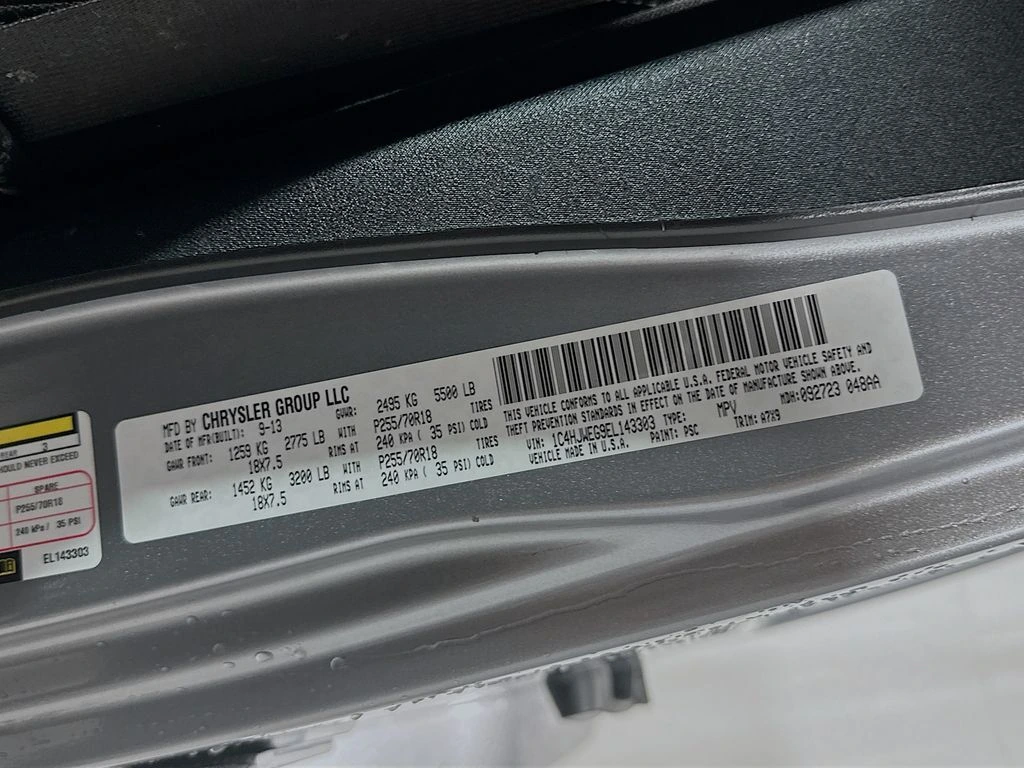 MFD BY CHRYSLER GROUP LLC
DATE OF MFR(BUILT): 9-13 GVWR: 2495 KG 5500 LB
TIRES
GAWR FRONT: 1259 KG 2775 LB WITH P255/70R18
18X7.5 RIMS AT 240 KPA ( 35 PSI) COLD
TIRES
GAWR REAR: 1452 KG 3200 LB WITH P255/70R18
18X7.5 RIMS AT 240 KPA ( 35 PSI) COLD
THIS VEHICLE CONFORMS TO ALL APPLICABLE U.S.A. FEDERAL MOTOR VEHICLE SAFETY AND
THEFT PREVENTION STANDARDS IN EFFECT ON THE DATE OF MANUFACTURE SHOWN ABOVE.
VIN: 1C4HJWEG9EL143303 TYPE: MPV MDH: 092723 048AA
VEHICLE MADE IN U.S.A. PAINT: PSC TRIM: A7X9
REAR 3
HOULD NEVER EXCEED
SPARE
P255/70R18
240 kPa / 35 PSI
EL143303